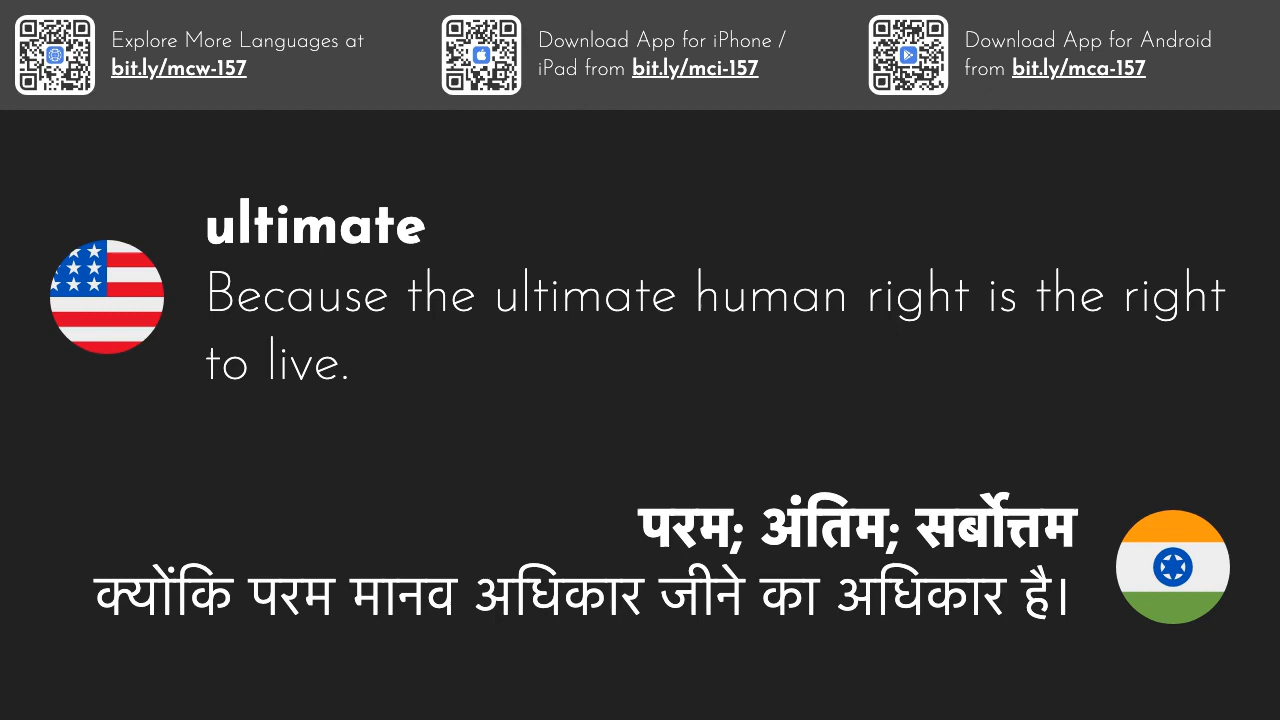 Explore More Languages at
bit.ly/mcw-157
Download App for iPhone /
iPad from bit.ly/mci-157
Download App for Android
from bit.ly/mca-157
ultimate
Because the ultimate human right is the right
to live.
परम; अंतिम; सर्बोत्तम
क्योंकि परम मानव अधिकार जीने का अधिकार है।